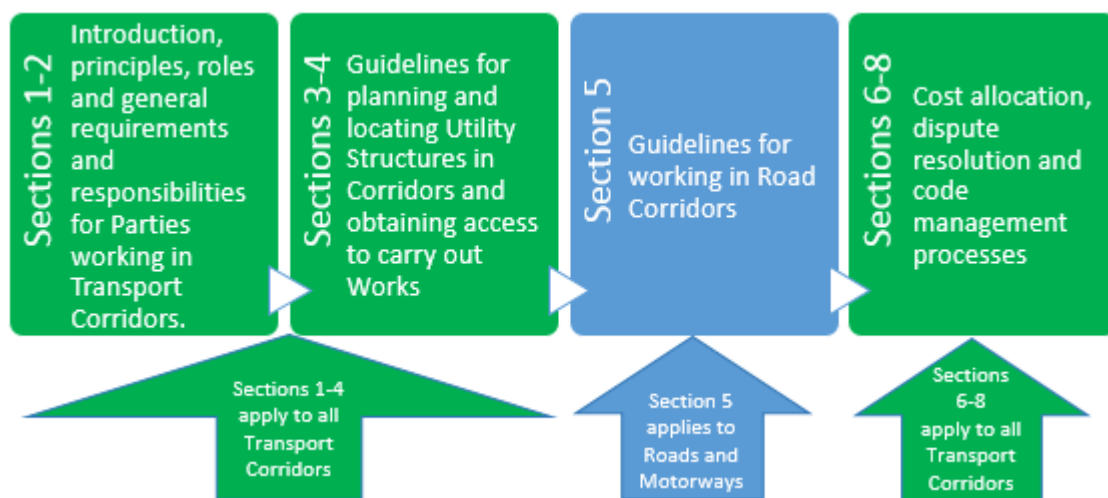 Sections 1-2
Introduction,
principles, roles
and general
requirements
and
responsibilities
for Parties
working in
Transport
Corridors.
Sections 3-4
Guidelines for
planning and
locating Utility
Structures in
Corridors and
obtaining access
to carry out
Works
Section 5
Guidelines for
working in Road
Corridors
Sections 6-8
Cost allocation,
dispute
resolution and
code
management
processes
Sections 1-4
apply to all
Transport
Corridors
Section 5
applies to
Roads and
Motorways
Sections
6-8
apply to all
Transport
Corridors